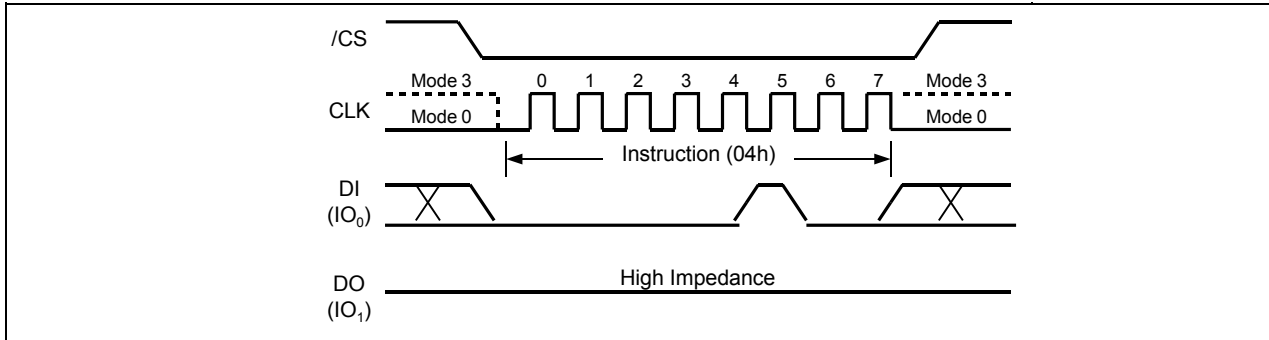 /CS
Mode 3 0 1 2 3 4 5 6 7 Mode 3
CLK
Mode 0 Mode 0
Instruction (04h)
DI
(IO₀)
High Impedance
DO
(IO₁)